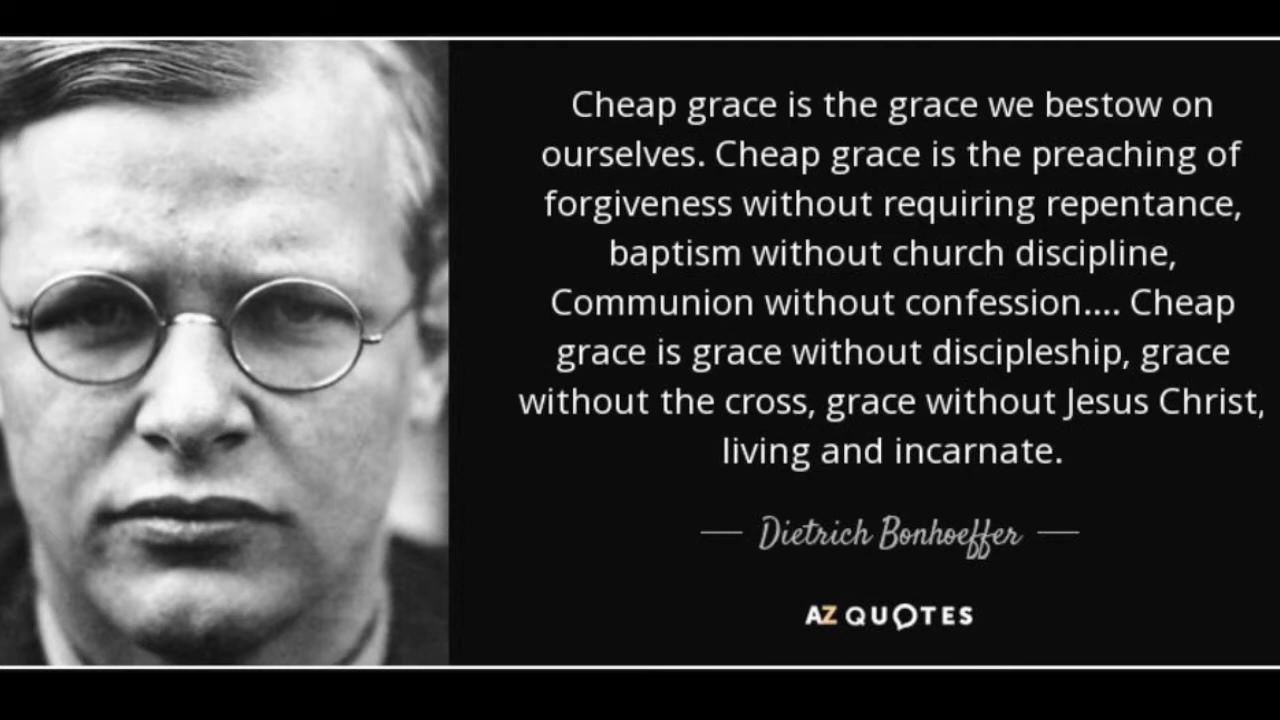 Cheap grace is the grace we bestow on
ourselves. Cheap grace is the preaching of
forgiveness without requiring repentance,
baptism without church discipline,
Communion without confession.... Cheap
grace is grace without discipleship, grace
without the cross, grace without Jesus Christ,
living and incarnate.
Dietrich Bonhoeffer
AZ QUOTES